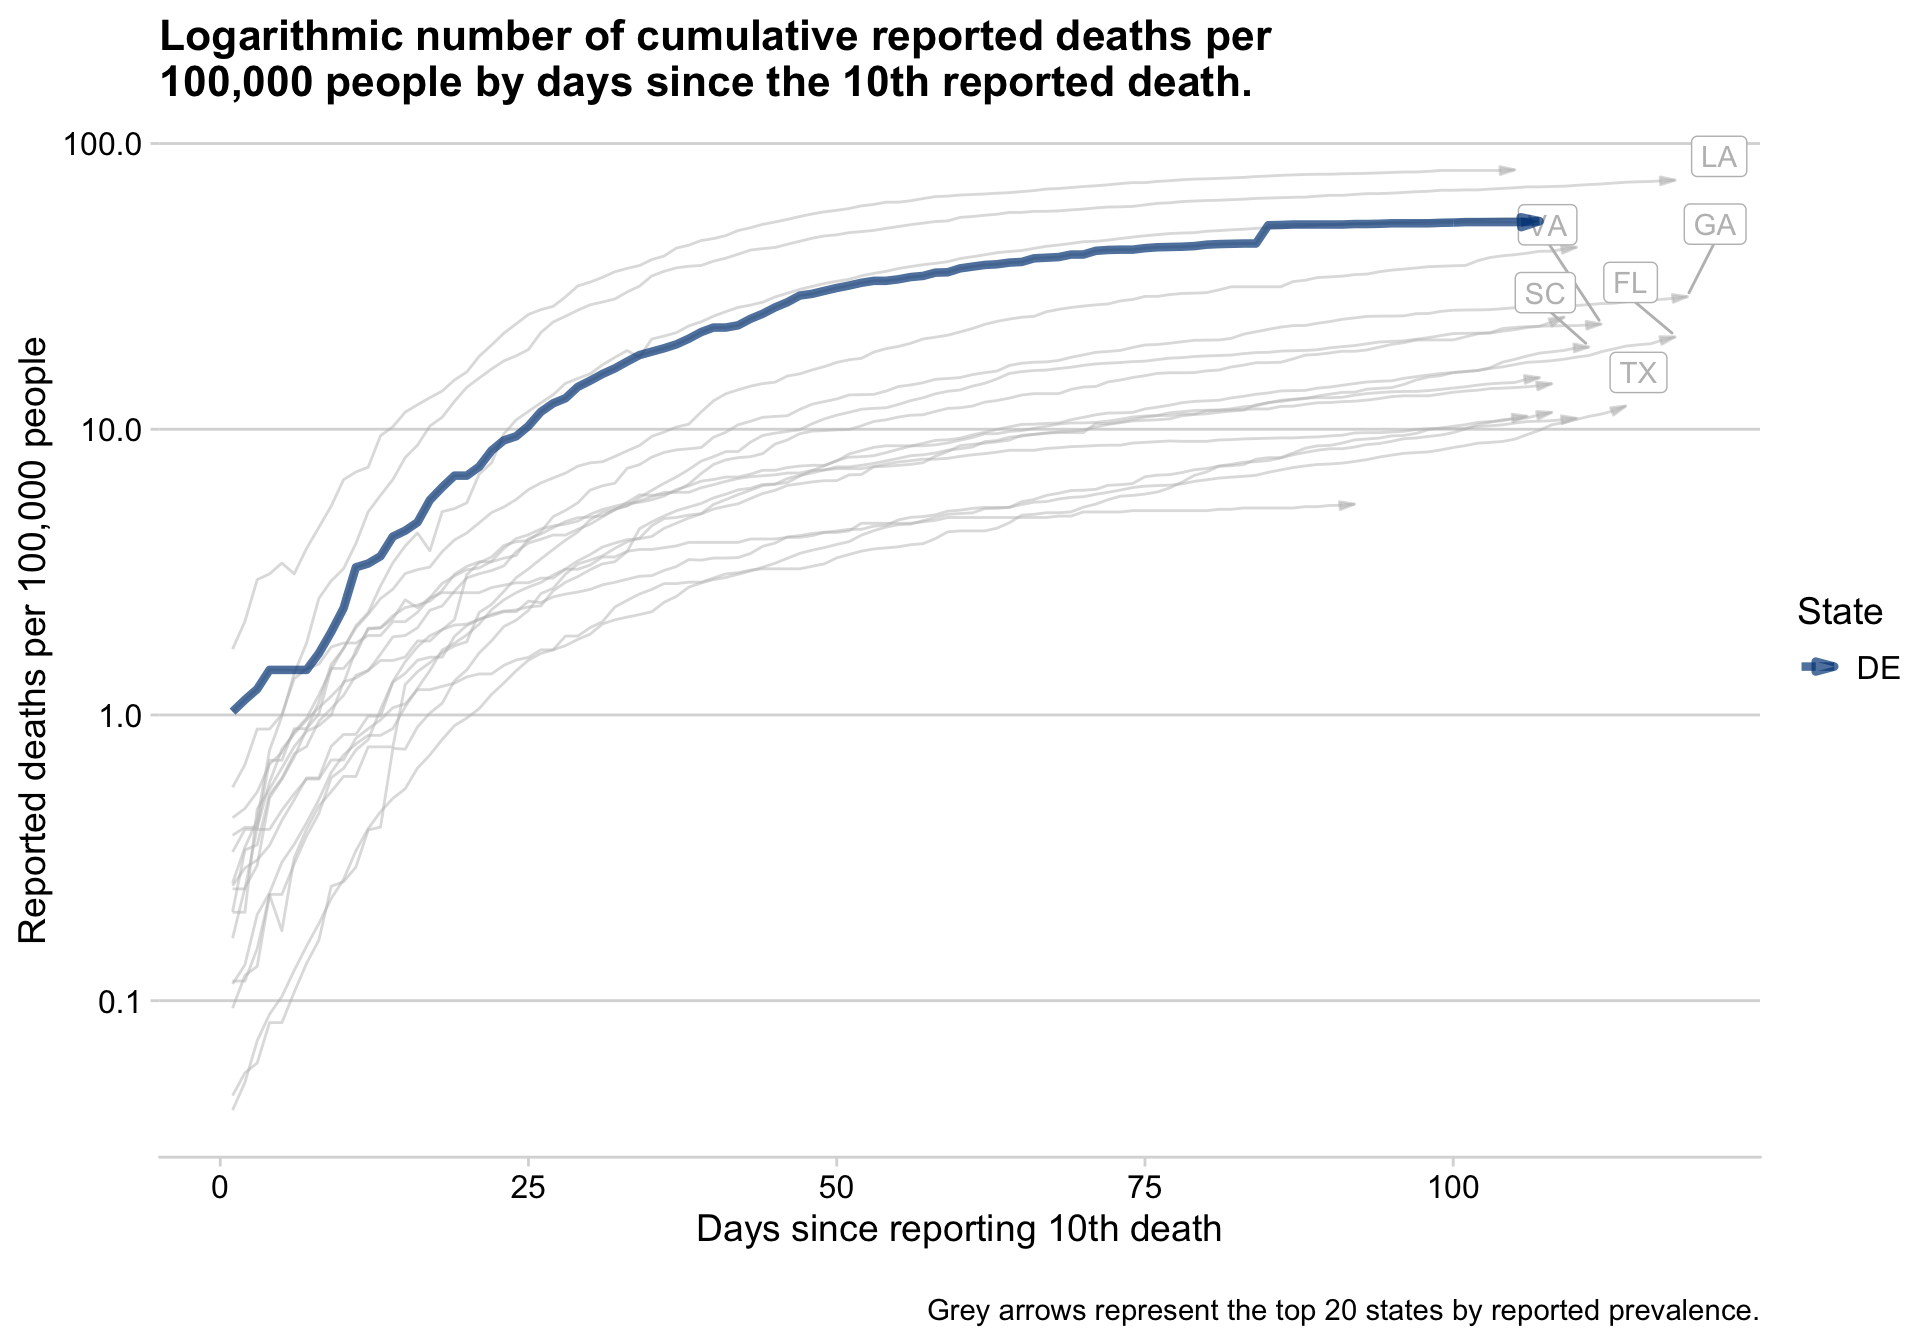 Logarithmic number of cumulative reported deaths per
100,000 people by days since the 10th reported death.
Reported deaths per 100,000 people
100.0
10.0
1.0
0.1
LA
VA
GA
SC
FL
TX
State
DE
0
25
50
75
100
Days since reporting 10th death
Grey arrows represent the top 20 states by reported prevalence.